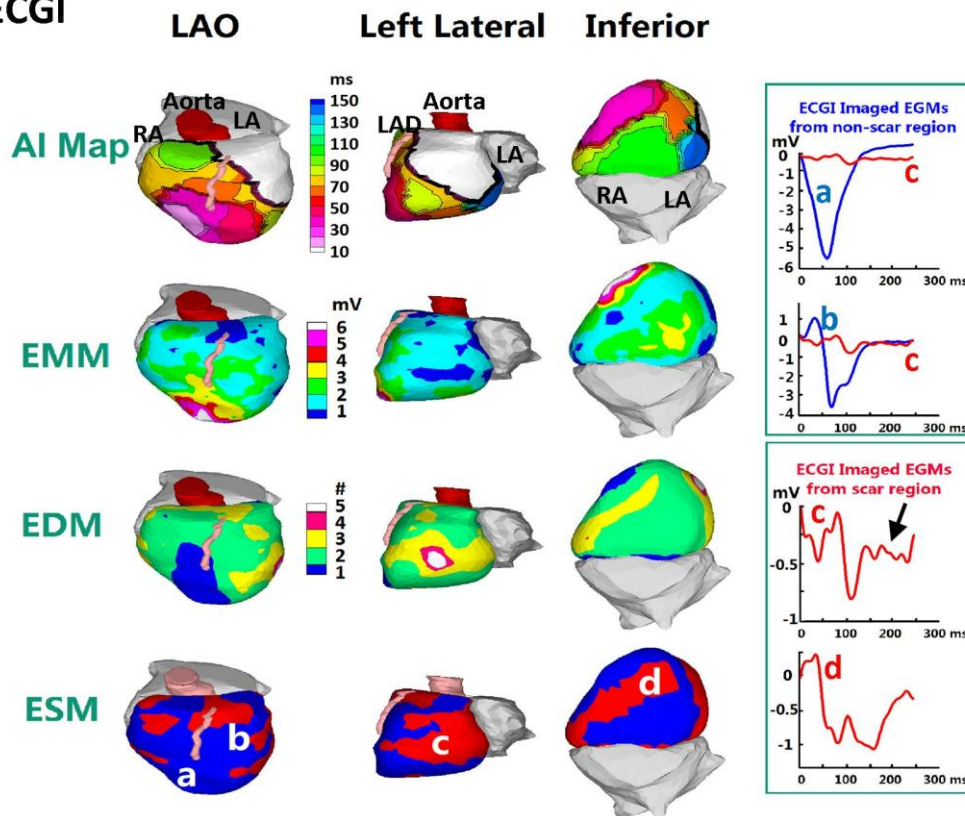 ECGI
LAO Left Lateral Inferior
AI Map
Aorta
RA LA
ms
150
130
110
90
70
50
30
10
Aorta
LAD
LA
RA LA
EMM
mV
6
5
4
3
2
1
EDM
#
5
4
3
2
1
ESM
a b
c
d
ECGI Imaged EGMs
from non-scar region
mV
0
-1
-2
-3
-4
-5
-6
a c
0 100 200 300 ms
1
0
-1
-2
-3
-4
b
c
0 100 200 300 ms
ECGI Imaged EGMs
from scar region
mV
0
-0.5
-1
c
0 100 200 300 ms
0
-0.5
-1
d
0 100 200 300 ms